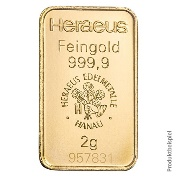 Heraeus
Feingold
999,9
HERAEUS EDELMETALLE
HANAU
2g
957831
Produktbeispiel